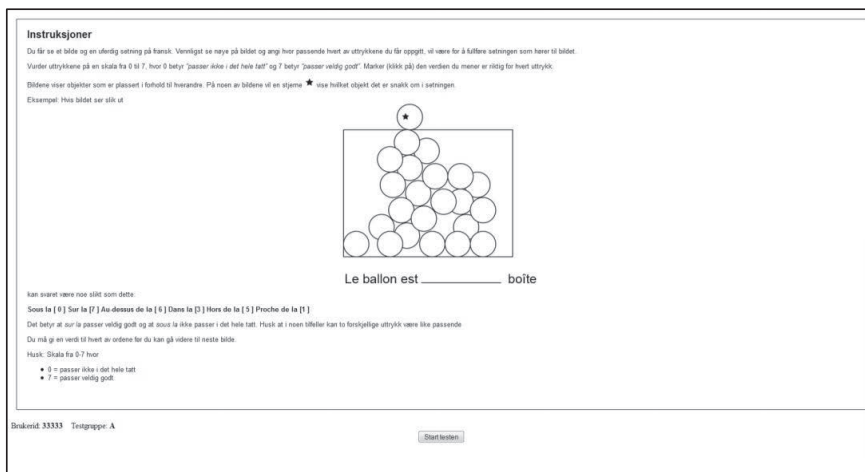 Instruksjoner
Du får se et bilde og en uferdig setning på fransk. Vennligst se nøye på bildet og angi hvor passende hvert av uttrykkene du får oppgitt, vil være for å fullføre setningen som hører til bildet.
Vurder uttrykkene på en skala fra 0 til 7, hvor 0 betyr "passer ikke i det hele tatt" og 7 betyr "passer veldig godt". Marker (klikk på) den verdien du mener er riktig for hvert uttrykk.
Bildene viser objekter som er plassert i forhold til hverandre. På noen av bildene vil en stjerne ★ vise hvilket objekt det er snakk om i setningen.
Eksempel: Hvis bildet ser slik ut
Le ballon est ____________ boîte
kan svaret være noe slikt som dette:
Sous la [ 0 ] Sur la [7 ] Au-dessus de la [ 6 ] Dans la [3 ] Hors de la [ 5 ] Proche de la [1 ]
Det betyr at sur la passer veldig godt og at sous la ikke passer i det hele tatt. Husk at i noen tilfeller kan to forskjellige uttrykk være like passende
Du må gi en verdi til hvert av ordene før du kan gå videre til neste bilde.
Husk: Skala fra 0-7 hvor
• 0 = passer ikke i det hele tatt
• 7 = passer veldig godt
Brukerid: 33333 Testgruppe: A
Start testen